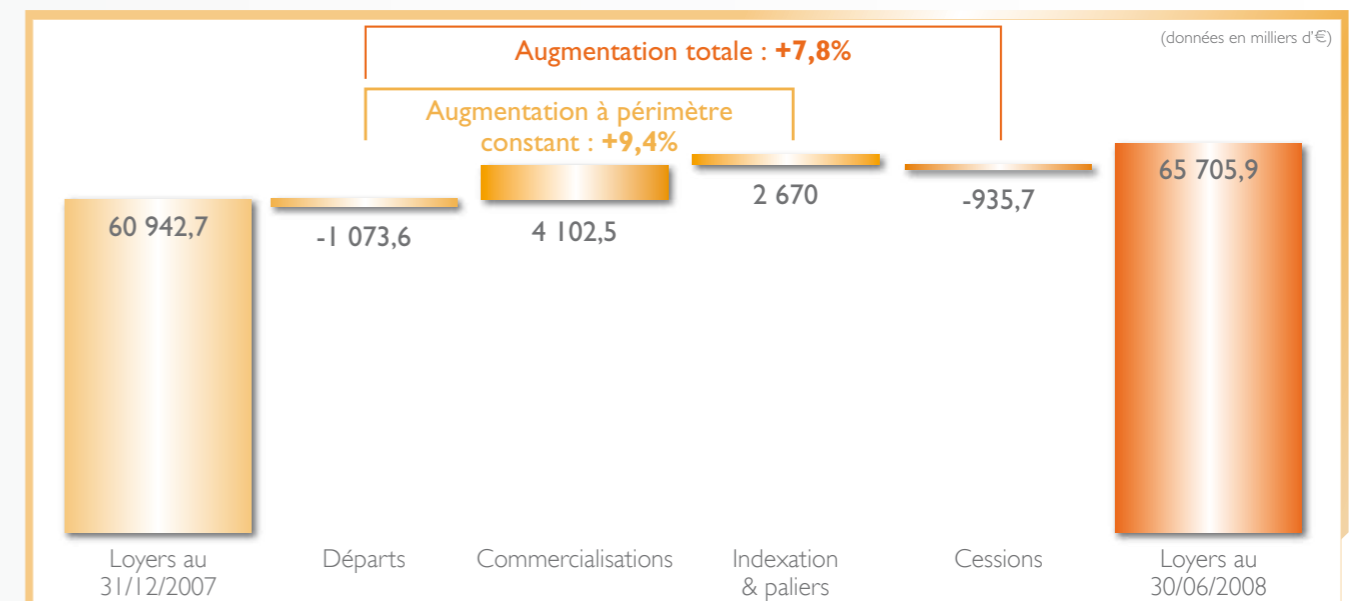 (données en milliers d'€)
Augmentation totale : +7,8%
Augmentation à périmètre
constant : +9,4%
60 942,7
-1 073,6
4 102,5
2 670
-935,7
65 705,9
Loyers au
31/12/2007
Départs
Commercialisations
Indexation
& paliers
Cessions
Loyers au
30/06/2008